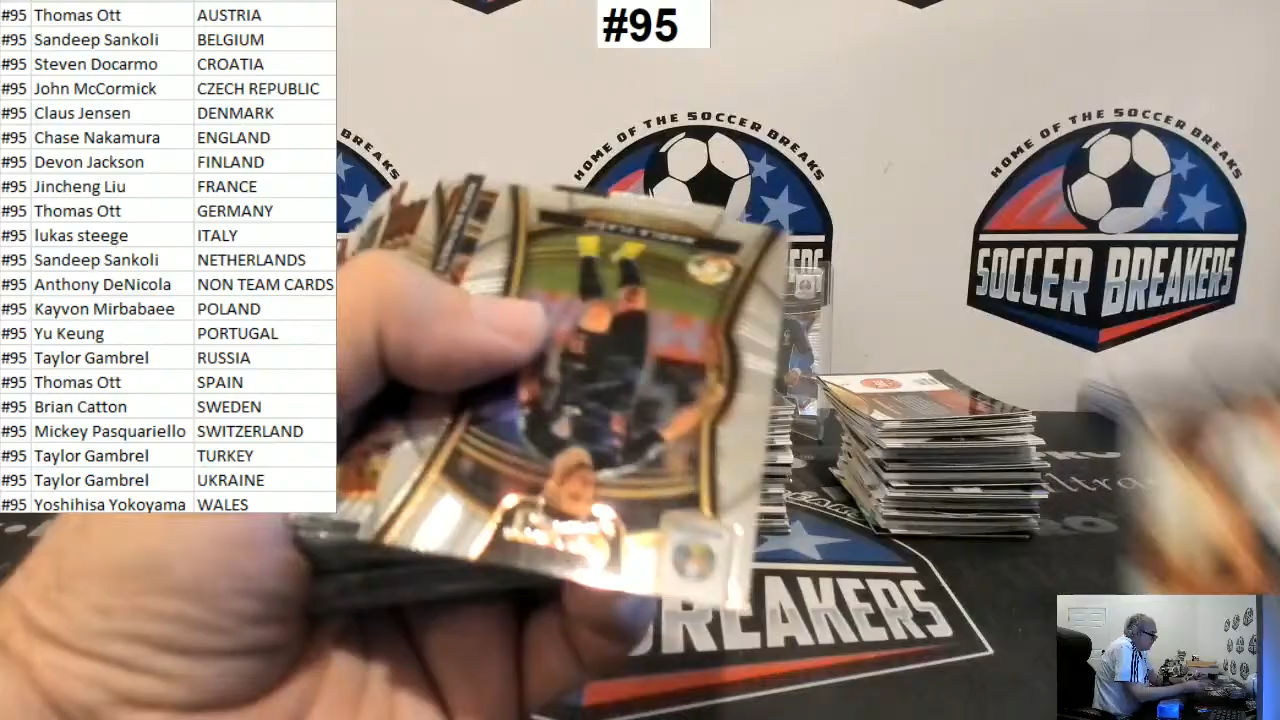 #95 Thomas Ott AUSTRIA
#95 Sandeep Sankoli BELGIUM
#95 Steven Docarmo CROATIA
#95 John McCormick CZECH REPUBLIC
#95 Claus Jensen DENMARK
#95 Chase Nakamura ENGLAND
#95 Devon Jackson FINLAND
#95 Jincheng Liu FRANCE
#95 Thomas Ott GERMANY
#95 lukas steege ITALY
#95 Sandeep Sankoli NETHERLANDS
#95 Anthony DeNicola NON TEAM CARDS
#95 Kayvon Mirbabaee POLAND
#95 Yu Keung PORTUGAL
#95 Taylor Gambrel RUSSIA
#95 Thomas Ott SPAIN
#95 Brian Catton SWEDEN
#95 Mickey Pasquariello SWITZERLAND
#95 Taylor Gambrel TURKEY
#95 Taylor Gambrel UKRAINE
#95 Yoshihisa Yokoyama WALES
#95
BREAKS
HOME OF THE SOCCER BREAKS
HOME OF THE SOCCER BREAKS
SOCCER BREAKERS
BREAKERS